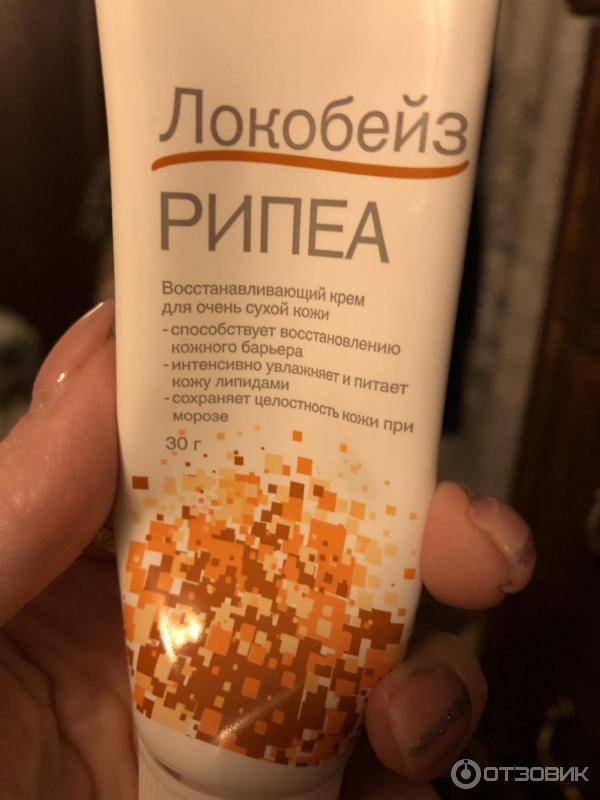 Локобейз
РИПЕА
Восстанавливающий крем
для очень сухой кожи
-способствует восстановлению
кожного барьера
-интенсивно увлажняет и питает
кожу липидами
-сохраняет целостность кожи при
морозе
30 г
ОТЗОВИК